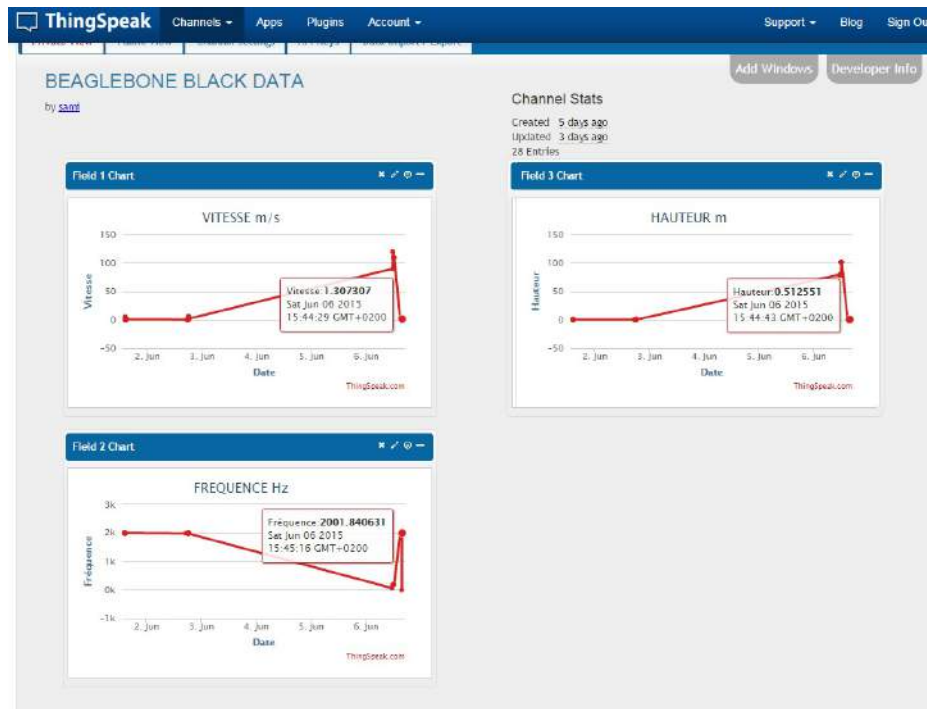 ThingSpeak Channels Apps Plugins Account Support Blog Sign Ou
Add Windows Developer Info
BEAGLEBONE BLACK DATA
by sami
Channel Stats
Created 5 days ago
Updated 3 days ago
28 Entries
Field 1 Chart
VITESSE m/s
150
100
50
0
-50
Vitesse
Vitesse:1.307307
Sat Jun 06 2015
15:44:29 GMT+0200
2. Jun 3. Jun 4. Jun 5. Jun 6. Jun
Date
ThingSpeak.com
Field 3 Chart
HAUTEUR m
150
100
50
0
-50
Hauteur
Hauteur:0.512551
Sat Jun 06 2015
15:44:43 GMT+0200
2. Jun 3. Jun 4. Jun 5. Jun 6. Jun
Date
ThingSpeak.com
Field 2 Chart
FREQUENCE Hz
3k
2k
1k
0k
-1k
Fréquence
Fréquence:2001.840631
Sat Jun 06 2015
15:45:16 GMT+0200
2. Jun 3. Jun 4. Jun 5. Jun 6. Jun
Date
ThingSpeak.com